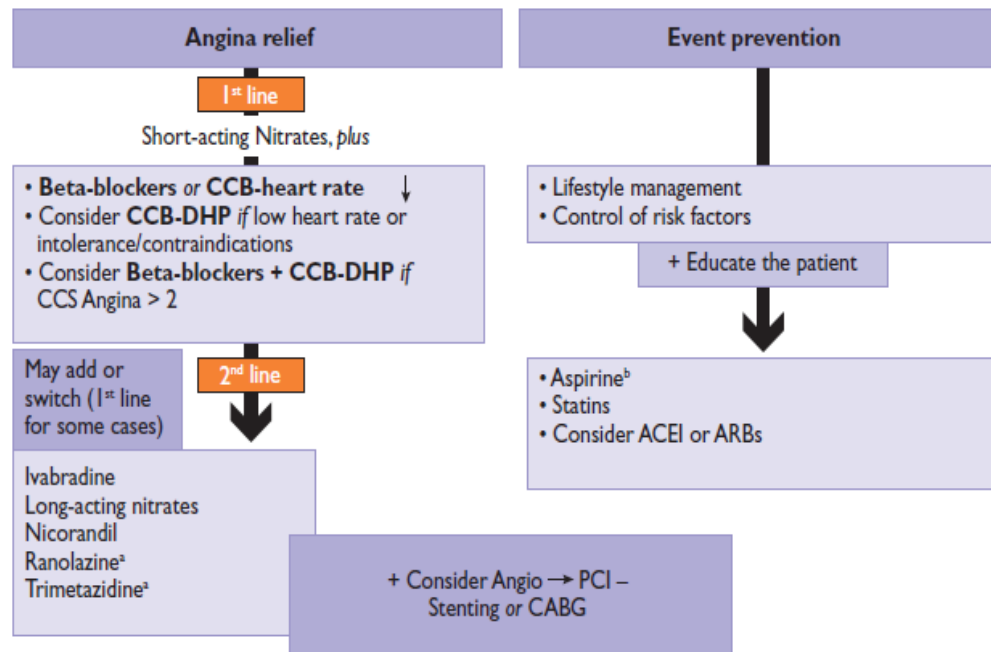 Angina relief
1st line
Short-acting Nitrates, plus
• Beta-blockers or CCB-heart rate ↓
• Consider CCB-DHP if low heart rate or
intolerance/contraindications
• Consider Beta-blockers + CCB-DHP if
CCS Angina > 2
May add or
switch (1st line
for some cases)
2nd line
Ivabradine
Long-acting nitrates
Nicorandil
Ranolazineª
Trimetazidineª
+ Consider Angio → PCI –
Stenting or CABG
Event prevention
• Lifestyle management
• Control of risk factors
+ Educate the patient
• Aspirineᵇ
• Statins
• Consider ACEI or ARBs